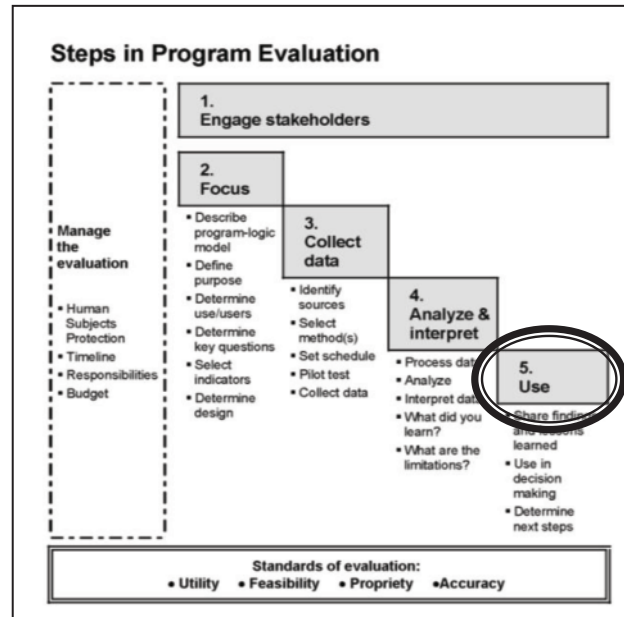 Steps in Program Evaluation
1.
Engage stakeholders
Manage
the
evaluation
▪ Human
Subjects
Protection
▪ Timeline
▪ Responsibilities
▪ Budget
2.
Focus
▪ Describe
program-logic
model
▪ Define
purpose
▪ Determine
use/users
▪ Determine
key questions
▪ Select
indicators
▪ Determine
design
3.
Collect
data
▪ Identify
sources
▪ Select
method(s)
▪ Set schedule
▪ Pilot test
▪ Collect data
4.
Analyze &
interpret
▪ Process data
▪ Analyze
▪ Interpret data
▪ What did you
learn?
▪ What are the
limitations?
5.
Use
▪ Share findings
and lessons
learned
▪ Use in
decision
making
▪ Determine
next steps
Standards of evaluation:
• Utility • Feasibility • Propriety •Accuracy